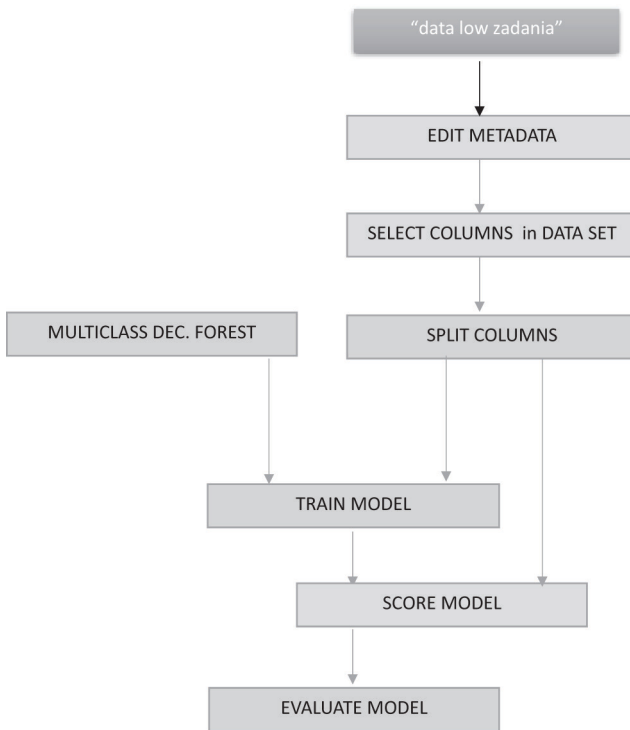 “data low zadania”
EDIT METADATA
SELECT COLUMNS in DATA SET
MULTICLASS DEC. FOREST
SPLIT COLUMNS
TRAIN MODEL
SCORE MODEL
EVALUATE MODEL